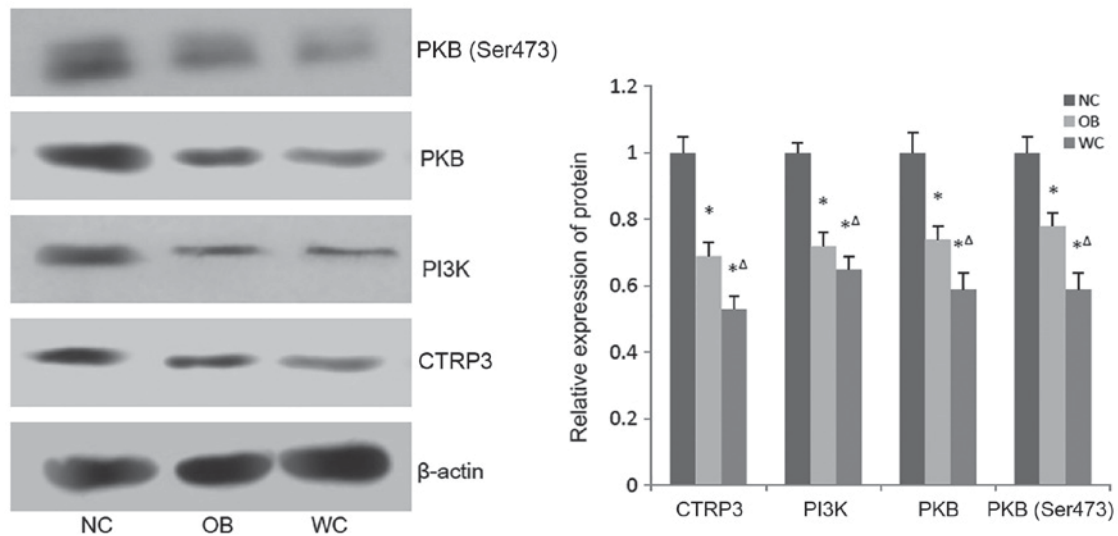 PKB (Ser473)
PKB
PI3K
CTRP3
β-actin
NC OB WC
Relative expression of protein
1.2
1
0.8
0.6
0.4
0.2
0
NC
OB
WC
*
*Δ
*
*Δ
*
*Δ
*
*Δ
CTRP3 PI3K PKB PKB (Ser473)